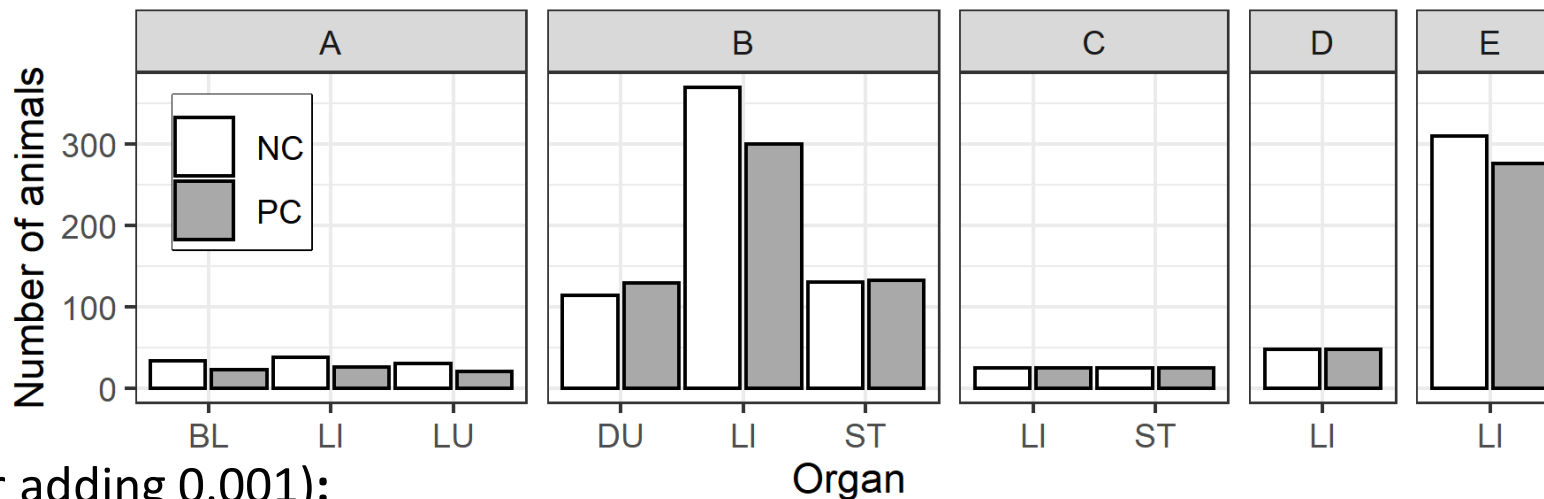 A B C D E
Number of animals
300
200
100
0
NC
PC
BL LI LU DU LI ST LI ST LI LI
Organ
adding 0.001):